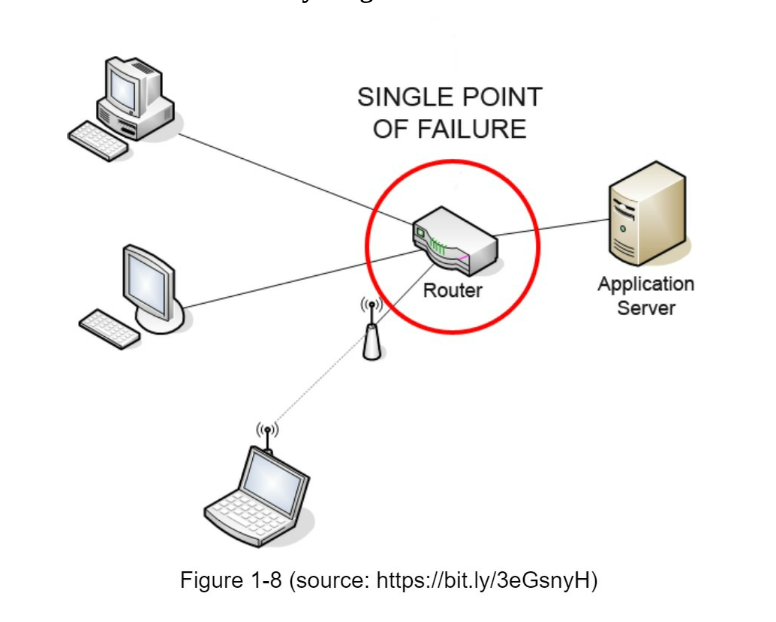 SINGLE POINT
OF FAILURE
Router
Application
Server
Figure 1-8 (source: https://bit.ly/3eGsnyH)